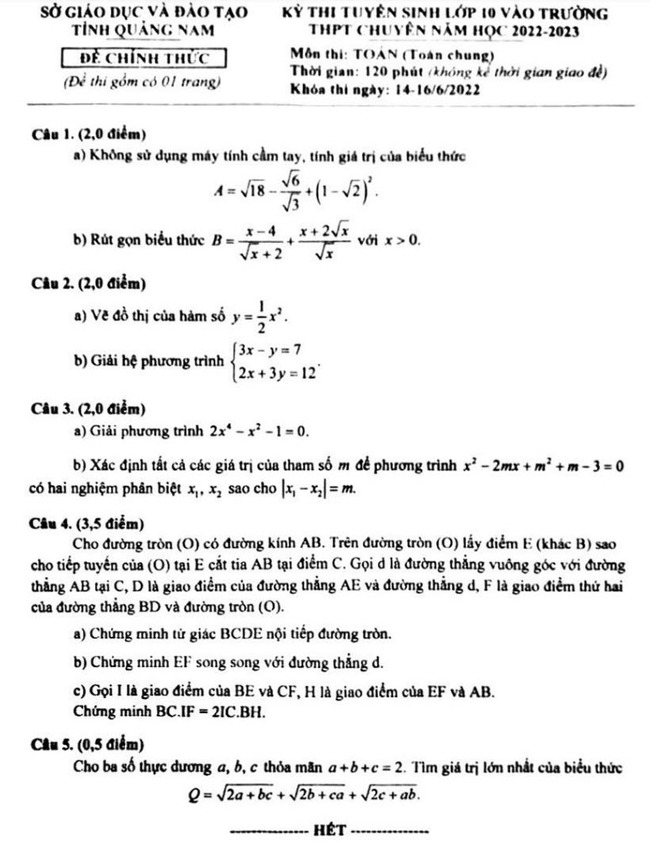 SỞ GIÁO DỤC VÀ ĐÀO TẠO
TỈNH QUẢNG NAM
ĐỀ CHÍNH THỨC
(Đề thi gồm có 01 trang)
KỲ THI TUYỂN SINH LỚP 10 VÀO TRƯỜNG
THPT CHUYÊN NĂM HỌC 2022-2023
Môn thi: TOÁN (Toán chung)
Thời gian: 120 phút (không kể thời gian giao đề)
Khóa thi ngày: 14-16/6/2022
Câu 1. (2,0 điểm)
a) Không sử dụng máy tính cầm tay, tính giá trị của biểu thức
A = √18 − √6/√3 + (1 − √2)².
b) Rút gọn biểu thức B = (x − 4)/(√x + 2) + (x + 2√x)/√x với x > 0.
Câu 2. (2,0 điểm)
a) Vẽ đồ thị của hàm số y = 1/2 x².
b) Giải hệ phương trình {3x − y = 7
2x + 3y = 12.
Câu 3. (2,0 điểm)
a) Giải phương trình 2x⁴ − x² − 1 = 0.
b) Xác định tất cả các giá trị của tham số m để phương trình x² − 2mx + m² + m − 3 = 0
có hai nghiệm phân biệt x₁, x₂ sao cho |x₁ − x₂| = m.
Câu 4. (3,5 điểm)
Cho đường tròn (O) có đường kính AB. Trên đường tròn (O) lấy điểm E (khác B) sao
cho tiếp tuyến của (O) tại E cắt tia AB tại điểm C. Gọi d là đường thẳng vuông góc với đường
thẳng AB tại C, D là giao điểm của đường thẳng AE và đường thẳng d, F là giao điểm thứ hai
của đường thẳng BD và đường tròn (O).
a) Chứng minh tứ giác BCDE nội tiếp đường tròn.
b) Chứng minh EF song song với đường thẳng d.
c) Gọi I là giao điểm của BE và CF, H là giao điểm của EF và AB.
Chứng minh BC.IF = 2IC.BH.
Câu 5. (0,5 điểm)
Cho ba số thực dương a, b, c thỏa mãn a + b + c = 2. Tìm giá trị lớn nhất của biểu thức
Q = √(2a + bc) + √(2b + ca) + √(2c + ab).
--------------- HẾT ---------------